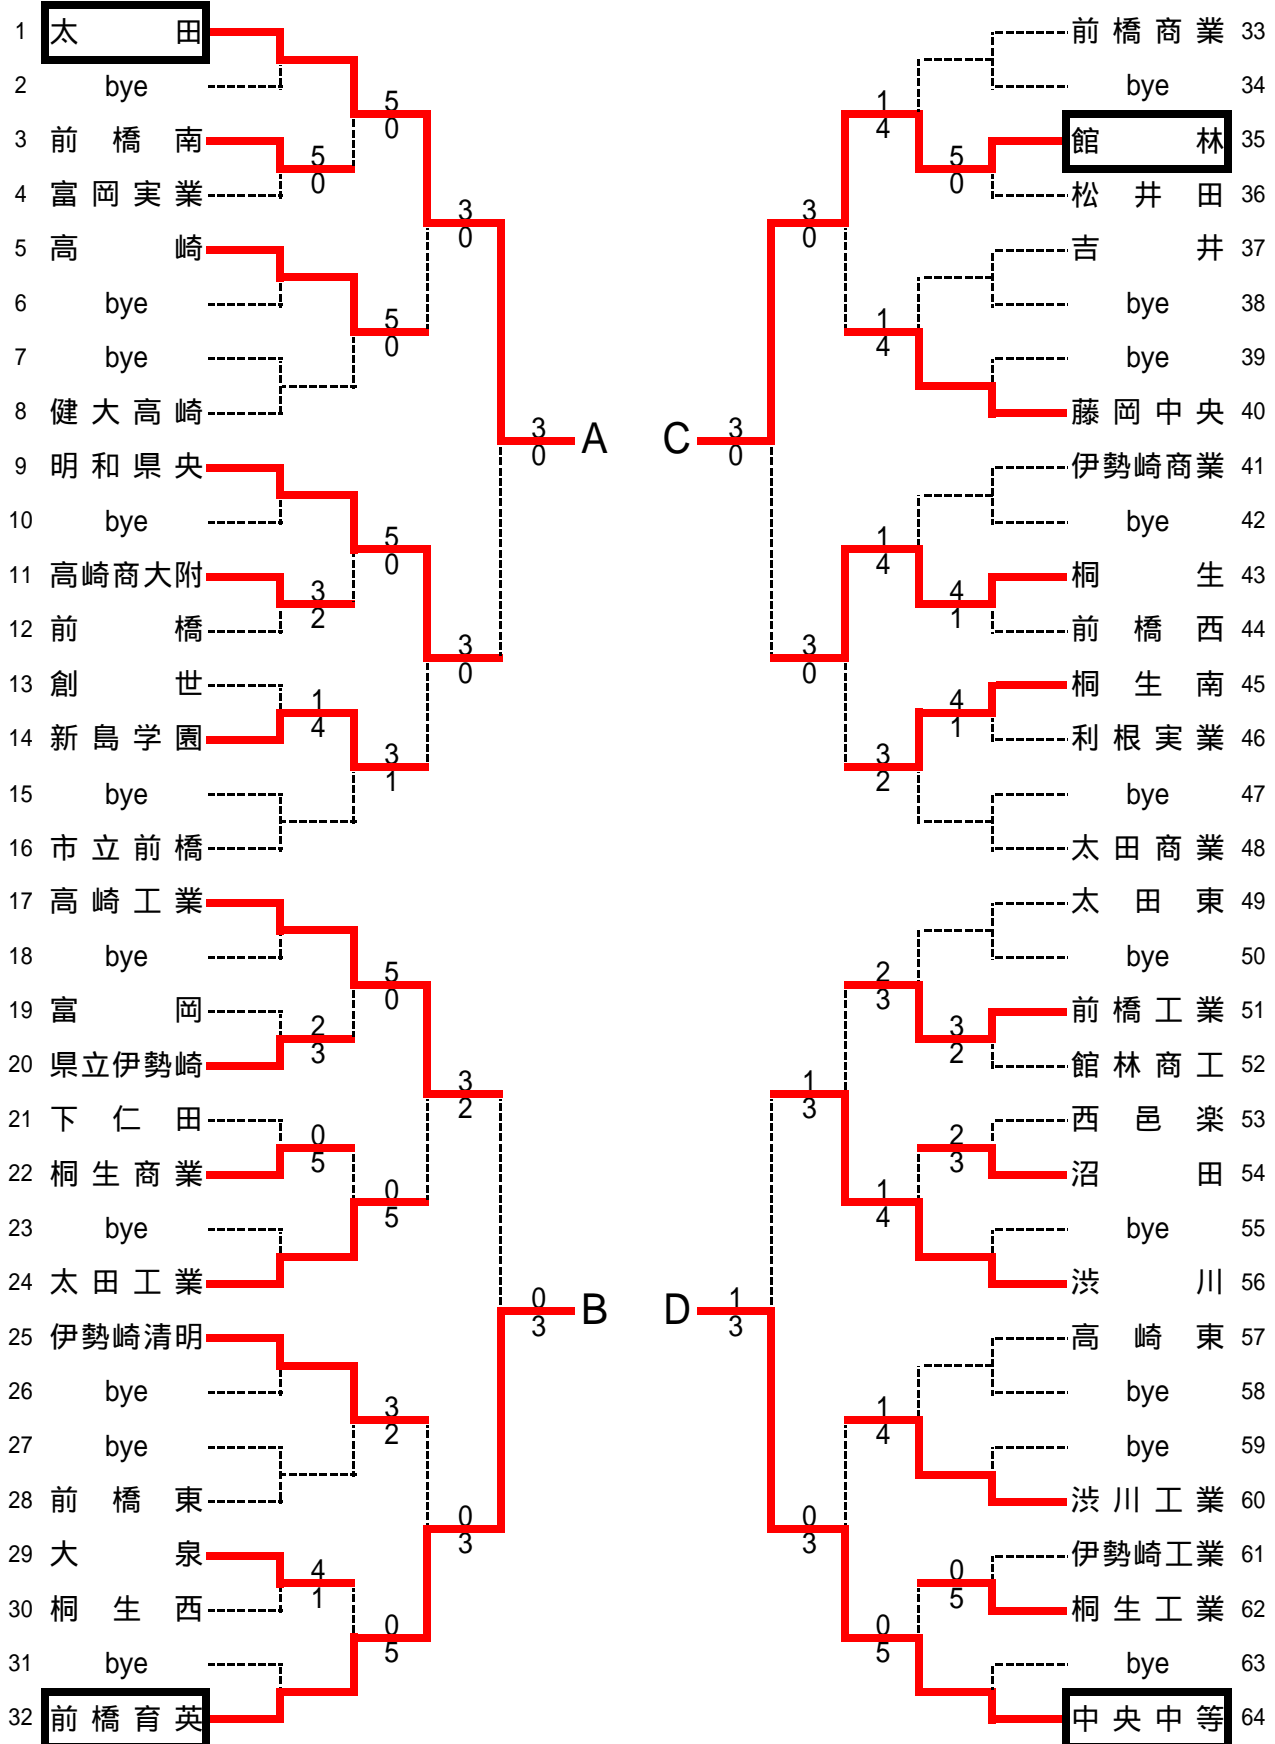 1 太田
2 bye
3 前橋南
4 富岡実業
5 高崎
6 bye
7 bye
8 健大高崎
9 明和県央
10 bye
11 高崎商大附
12 前橋
13 創世
14 新島学園
15 bye
16 市立前橋
17 高崎工業
18 bye
19 富岡
20 県立伊勢崎
21 下仁田
22 桐生商業
23 bye
24 太田工業
25 伊勢崎清明
26 bye
27 bye
28 前橋東
29 大泉
30 桐生西
31 bye
32 前橋育英
5 0
3 2
1 4
2 3
0 5
4 1
5 0
5 0
5 0
3 1
5 0
0 5
3 2
0 5
3 0
3 0
3 2
0 3
3 0
0 3
A
B
C
D
3 0
1 3
3 0
3 0
1 3
0 3
1 4
1 4
1 4
3 2
2 3
1 4
1 4
0 5
5 0
4 1
4 1
3 2
2 3
0 5
前橋商業 33
bye 34
館林 35
松井田 36
吉井 37
bye 38
bye 39
藤岡中央 40
伊勢崎商業 41
bye 42
桐生 43
前橋西 44
桐生南 45
利根実業 46
bye 47
太田商業 48
太田東 49
bye 50
前橋工業 51
館林商工 52
西邑楽 53
沼田 54
bye 55
渋川 56
高崎東 57
bye 58
bye 59
渋川工業 60
伊勢崎工業 61
桐生工業 62
bye 63
中央中等 64